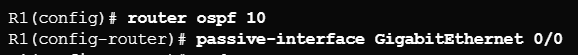 R1(config)# router ospf 10
R1(config-router)# passive-interface GigabitEthernet 0/0